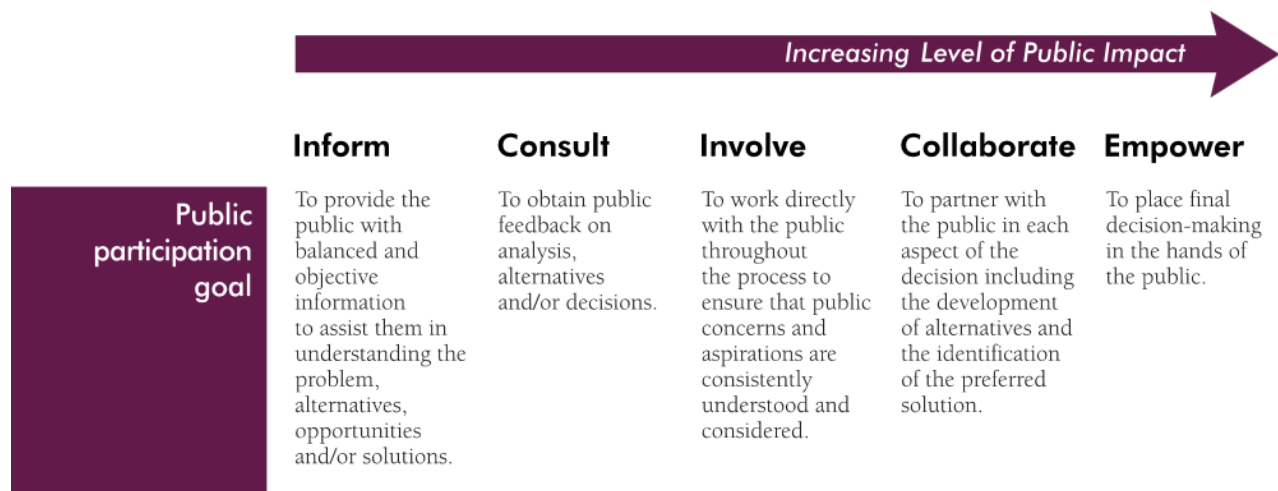 Increasing Level of Public Impact
Inform
Consult
Involve
Collaborate
Empower
Public
participation
goal
To provide the
public with
balanced and
objective
information
to assist them in
understanding the
problem,
alternatives,
opportunities
and/or solutions.
To obtain public
feedback on
analysis,
alternatives
and/or decisions.
To work directly
with the public
throughout
the process to
ensure that public
concerns and
aspirations are
consistently
understood and
considered.
To partner with
the public in each
aspect of the
decision including
the development
of alternatives and
the identification
of the preferred
solution.
To place final
decision-making
in the hands of
the public.